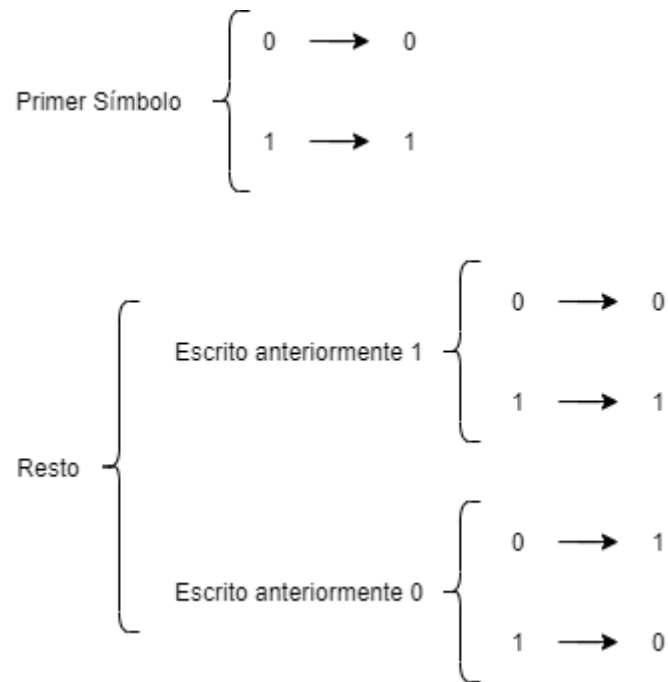 0 → 0
Primer Símbolo
1 → 1
0 → 0
Escrito anteriormente 1
1 → 1
Resto
0 → 1
Escrito anteriormente 0
1 → 0